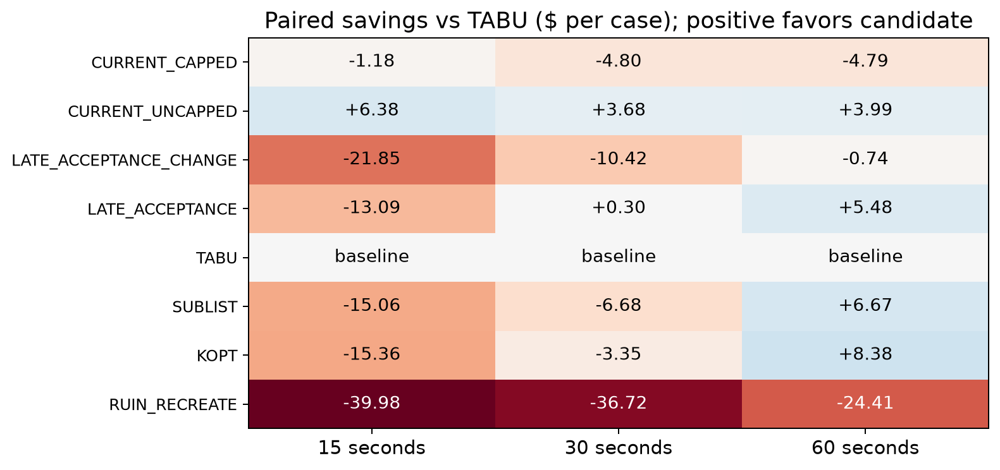 Paired savings vs TABU ($ per case); positive favors candidate
CURRENT_CAPPED -1.18 -4.80 -4.79
CURRENT_UNCAPPED +6.38 +3.68 +3.99
LATE_ACCEPTANCE_CHANGE -21.85 -10.42 -0.74
LATE_ACCEPTANCE -13.09 +0.30 +5.48
TABU baseline baseline baseline
SUBLIST -15.06 -6.68 +6.67
KOPT -15.36 -3.35 +8.38
RUIN_RECREATE -39.98 -36.72 -24.41
15 seconds 30 seconds 60 seconds